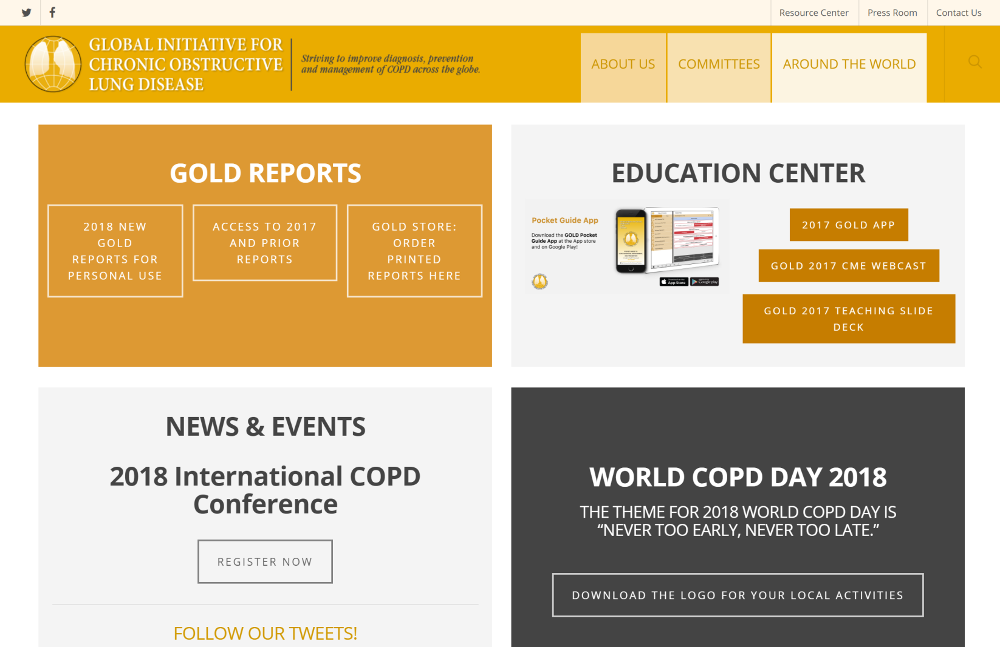 Resource Center
Press Room
Contact Us
GLOBAL INITIATIVE FOR
CHRONIC OBSTRUCTIVE
LUNG DISEASE
Striving to improve diagnosis, prevention
and management of COPD across the globe.
ABOUT US
COMMITTEES
AROUND THE WORLD
GOLD REPORTS
2018 NEW
GOLD
REPORTS FOR
PERSONAL USE
ACCESS TO 2017
AND PRIOR
REPORTS
GOLD STORE:
ORDER
PRINTED
REPORTS HERE
EDUCATION CENTER
Pocket Guide App
Download the GOLD Pocket
Guide App at the App store
and on Google Play!
App Store
Google play
2017 GOLD APP
GOLD 2017 CME WEBCAST
GOLD 2017 TEACHING SLIDE
DECK
NEWS & EVENTS
2018 International COPD
Conference
REGISTER NOW
FOLLOW OUR TWEETS!
WORLD COPD DAY 2018
THE THEME FOR 2018 WORLD COPD DAY IS
“NEVER TOO EARLY, NEVER TOO LATE.”
DOWNLOAD THE LOGO FOR YOUR LOCAL ACTIVITIES